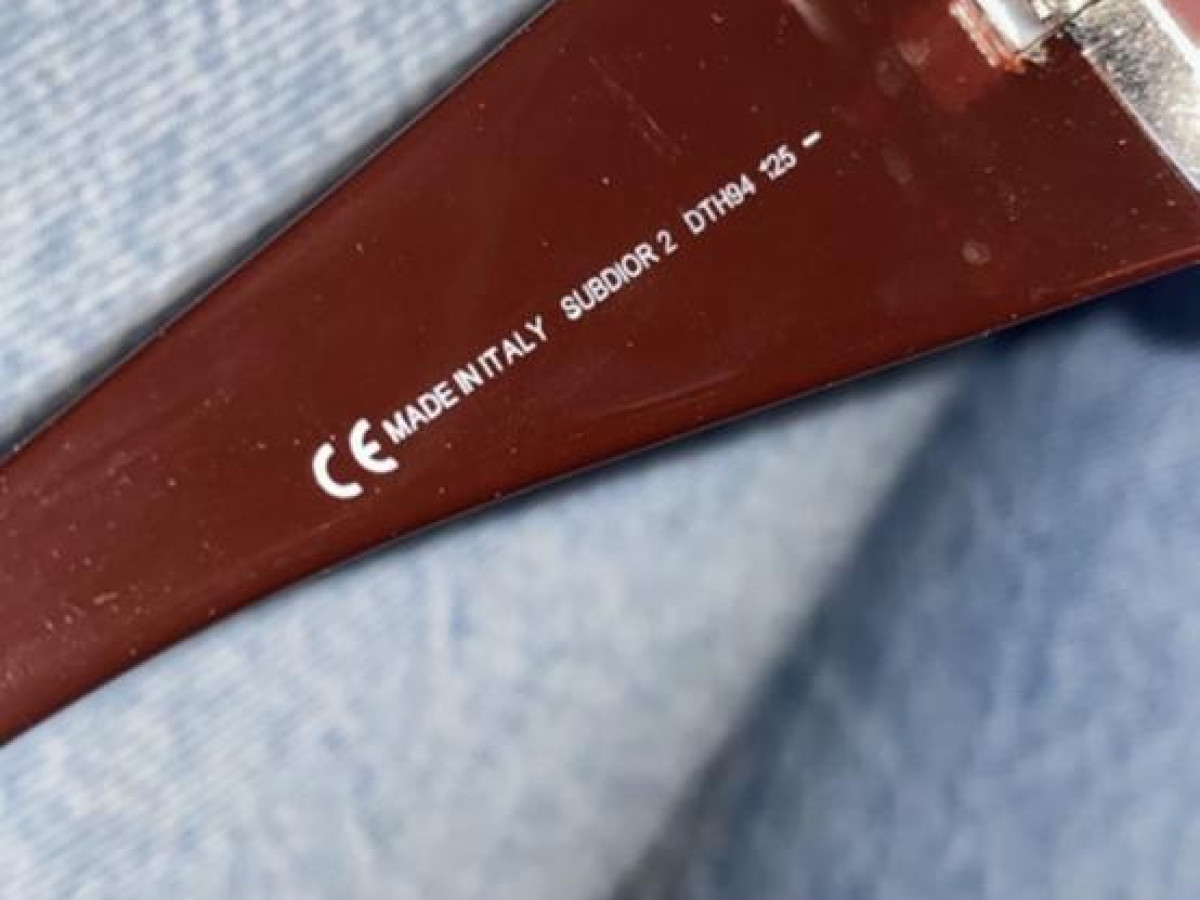 CE MADE IN ITALY SUBDIOR 2 DTH94 125 –